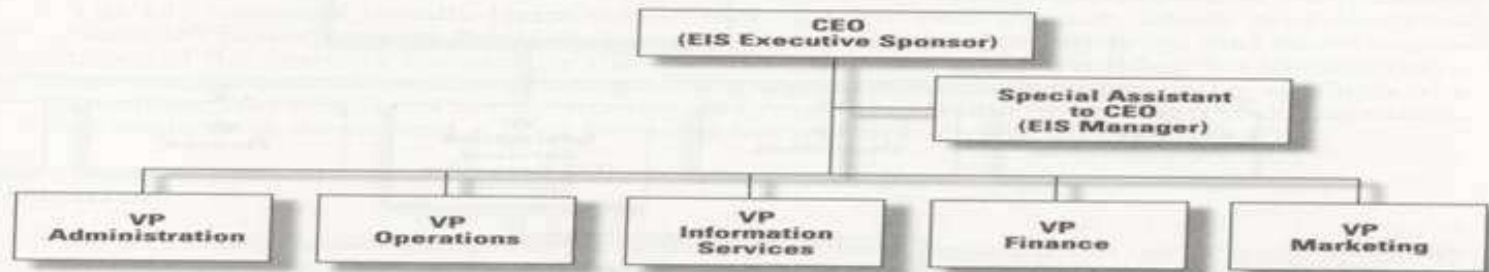 CEO
(EIS Executive Sponsor)
Special Assistant
to CEO
(EIS Manager)
VP
Administration
VP
Operations
VP
Information
Services
VP
Finance
VP
Marketing